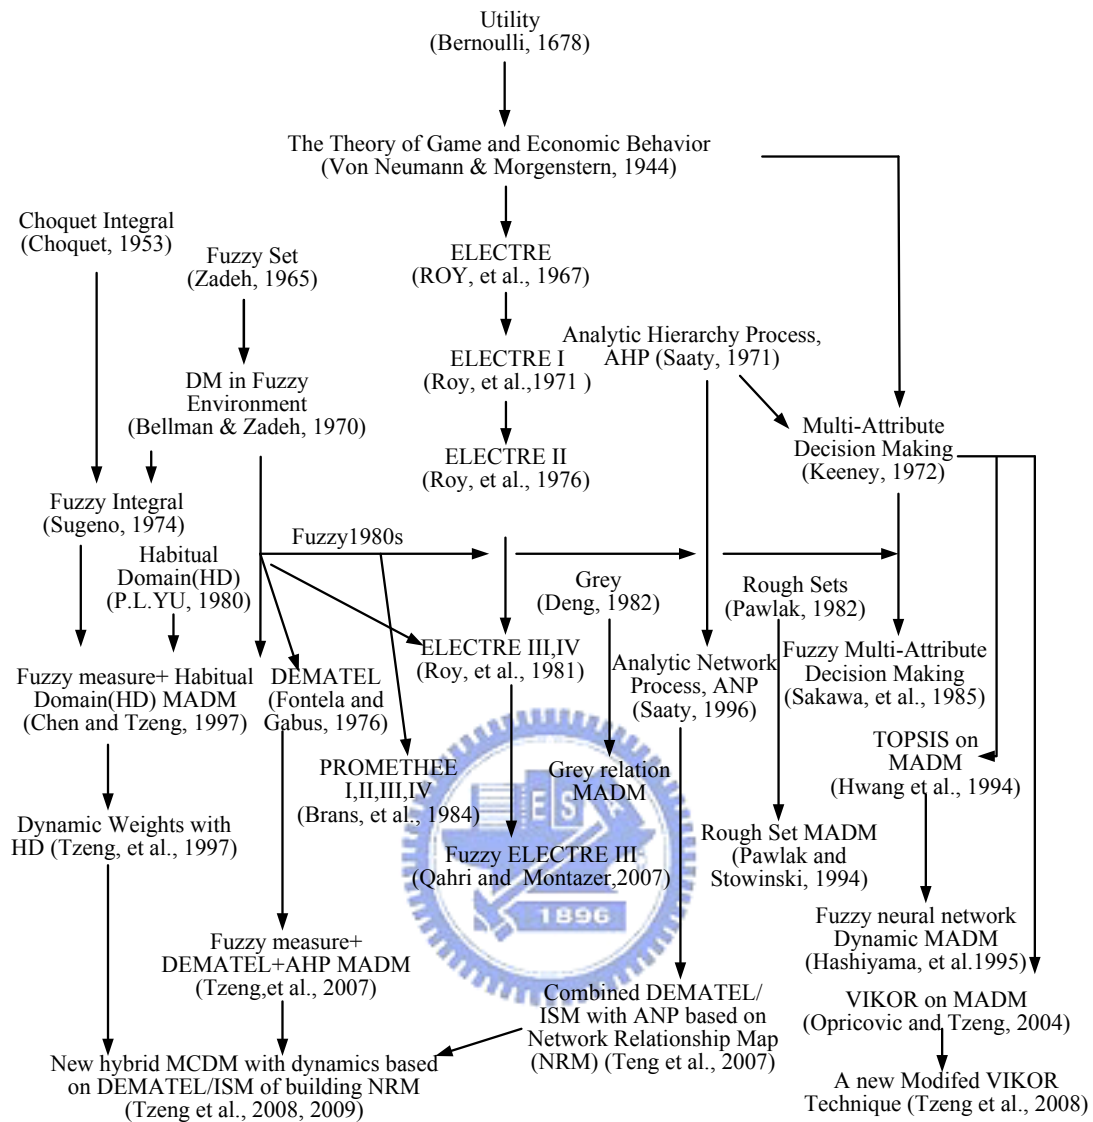 Utility
(Bernoulli, 1678)
The Theory of Game and Economic Behavior
(Von Neumann & Morgenstern, 1944)
Choquet Integral
(Choquet, 1953)
Fuzzy Set
(Zadeh, 1965)
ELECTRE
(ROY, et al., 1967)
Analytic Hierarchy Process,
AHP (Saaty, 1971)
ELECTRE I
(Roy, et al.,1971 )
DM in Fuzzy
Environment
(Bellman & Zadeh, 1970)
Multi-Attribute
Decision Making
(Keeney, 1972)
ELECTRE II
(Roy, et al., 1976)
Fuzzy Integral
(Sugeno, 1974)
Fuzzy1980s
Habitual
Domain(HD)
(P.L.YU, 1980)
Grey
(Deng, 1982)
Rough Sets
(Pawlak, 1982)
ELECTRE III,IV
(Roy, et al., 1981)
Fuzzy Multi-Attribute
Decision Making
(Sakawa, et al., 1985)
Analytic Network
Process, ANP
(Saaty, 1996)
Fuzzy measure+ Habitual
Domain(HD) MADM
(Chen and Tzeng, 1997)
DEMATEL
(Fontela and
Gabus, 1976)
TOPSIS on
MADM
(Hwang et al., 1994)
PROMETHEE
I,II,III,IV
(Brans, et al., 1984)
Grey relation
MADM
E S
Dynamic Weights with
HD (Tzeng, et al., 1997)
Rough Set MADM
(Pawlak and
Stowinski, 1994)
Fuzzy ELECTRE III
(Qahri and Montazer,2007)
1896
Fuzzy neural network
Dynamic MADM
(Hashiyama, et al.1995)
Fuzzy measure+
DEMATEL+AHP MADM
(Tzeng,et al., 2007)
Combined DEMATEL/
ISM with ANP based on
Network Relationship Map
(NRM) (Teng et al., 2007)
VIKOR on MADM
(Opricovic and Tzeng, 2004)
New hybrid MCDM with dynamics based
on DEMATEL/ISM of building NRM
(Tzeng et al., 2008, 2009)
A new Modifed VIKOR
Technique (Tzeng et al., 2008)